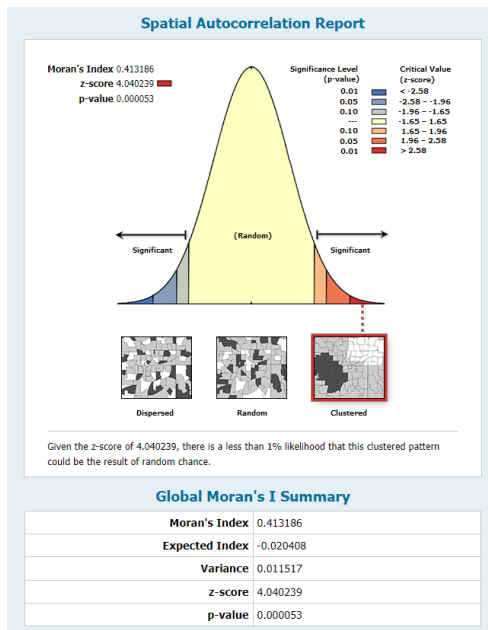 Spatial Autocorrelation Report
Moran's Index 0.413186
z-score 4.040239
p-value 0.000053
Significance Level
(p-value)
Critical Value
(z-score)
0.01 < -2.58
0.05 -2.58 - -1.96
0.10 -1.96 - -1.65
--- -1.65 - 1.65
0.10 1.65 - 1.96
0.05 1.96 - 2.58
0.01 > 2.58
(Random)
Significant
Significant
Dispersed
Random
Clustered
Given the z-score of 4.040239, there is a less than 1% likelihood that this clustered pattern
could be the result of random chance.
Global Moran's I Summary
Moran's Index 0.413186
Expected Index -0.020408
Variance 0.011517
z-score 4.040239
p-value 0.000053